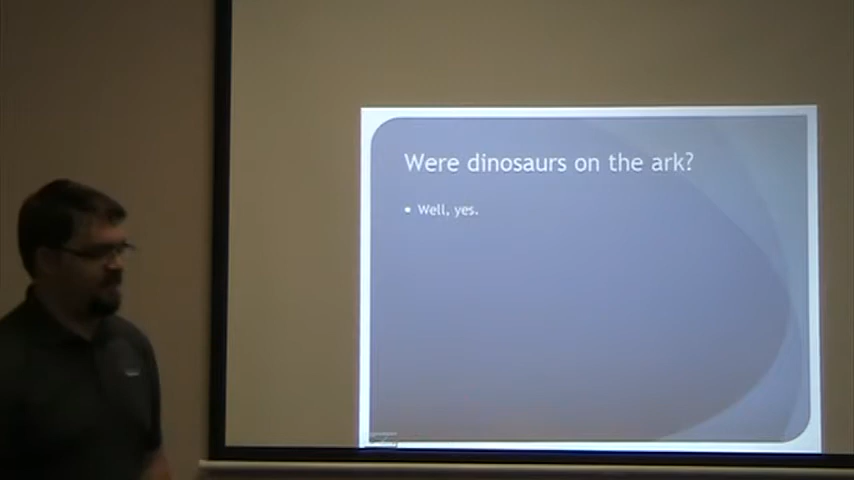 Were dinosaurs on the ark?
• Well, yes.